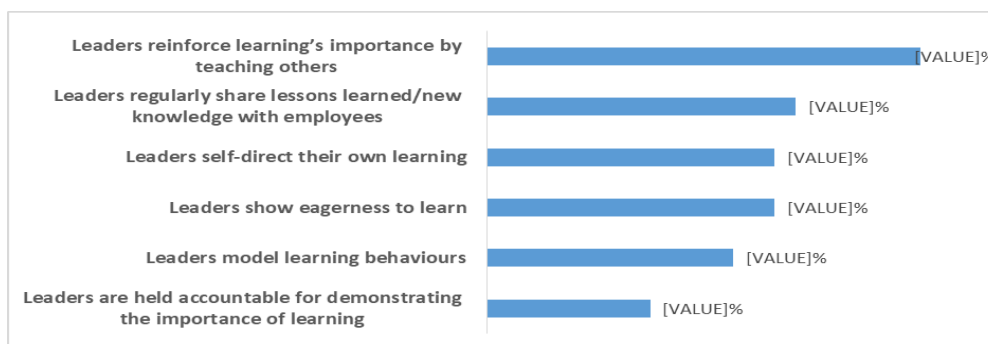 Leaders reinforce learning’s importance by
teaching others
[VALUE]%
Leaders regularly share lessons learned/new
knowledge with employees
[VALUE]%
Leaders self-direct their own learning
[VALUE]%
Leaders show eagerness to learn
[VALUE]%
Leaders model learning behaviours
[VALUE]%
Leaders are held accountable for demonstrating
the importance of learning
[VALUE]%